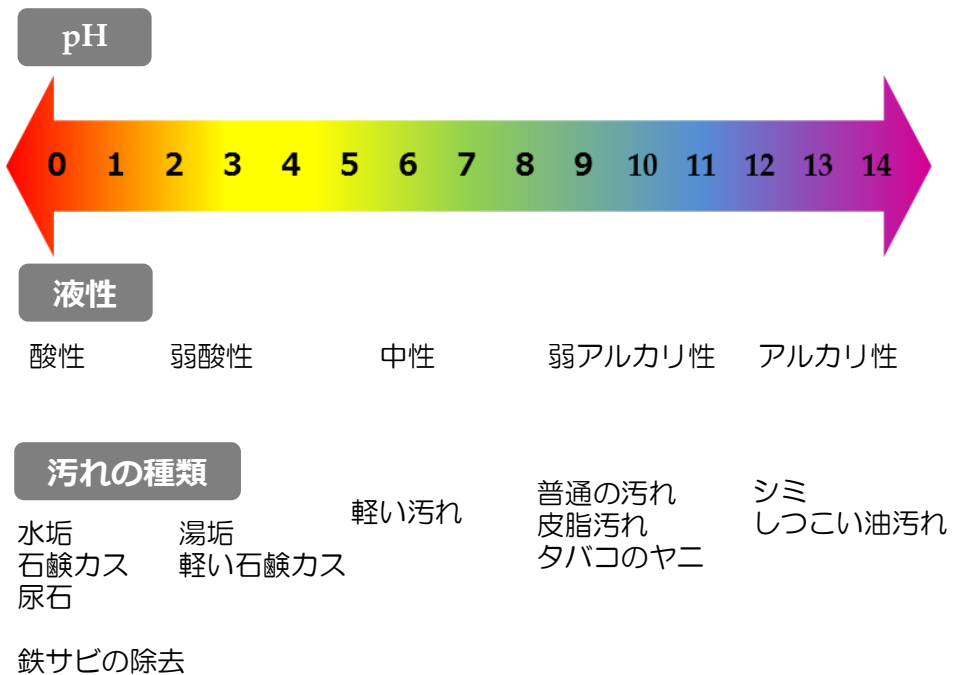 pH
0 1 2 3 4 5 6 7 8 9 10 11 12 13 14
液性
酸性 弱酸性 中性 弱アルカリ性 アルカリ性
汚れの種類
水垢
石鹸カス
尿石
鉄サビの除去
湯垢
軽い石鹸カス
軽い汚れ
普通の汚れ
皮脂汚れ
タバコのヤニ
シミ
しつこい油汚れ